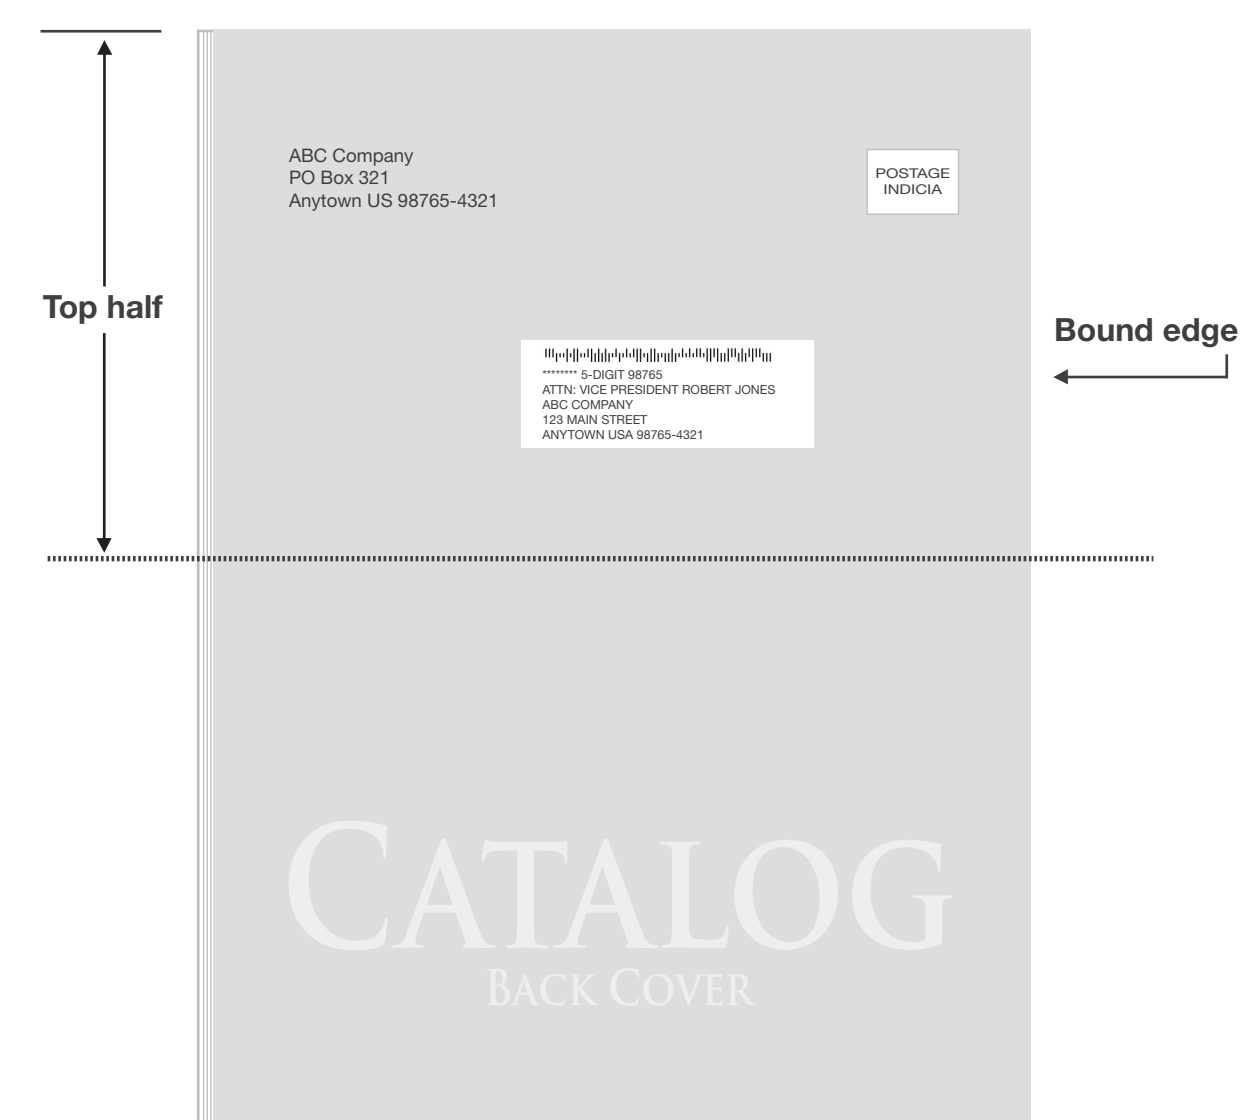 ABC Company
PO Box 321
Anytown US 98765-4321
POSTAGE
INDICIA
Top half
Bound edge
******** 5-DIGIT 98765
ATTN: VICE PRESIDENT ROBERT JONES
ABC COMPANY
123 MAIN STREET
ANYTOWN USA 98765-4321
CATALOG
BACK COVER